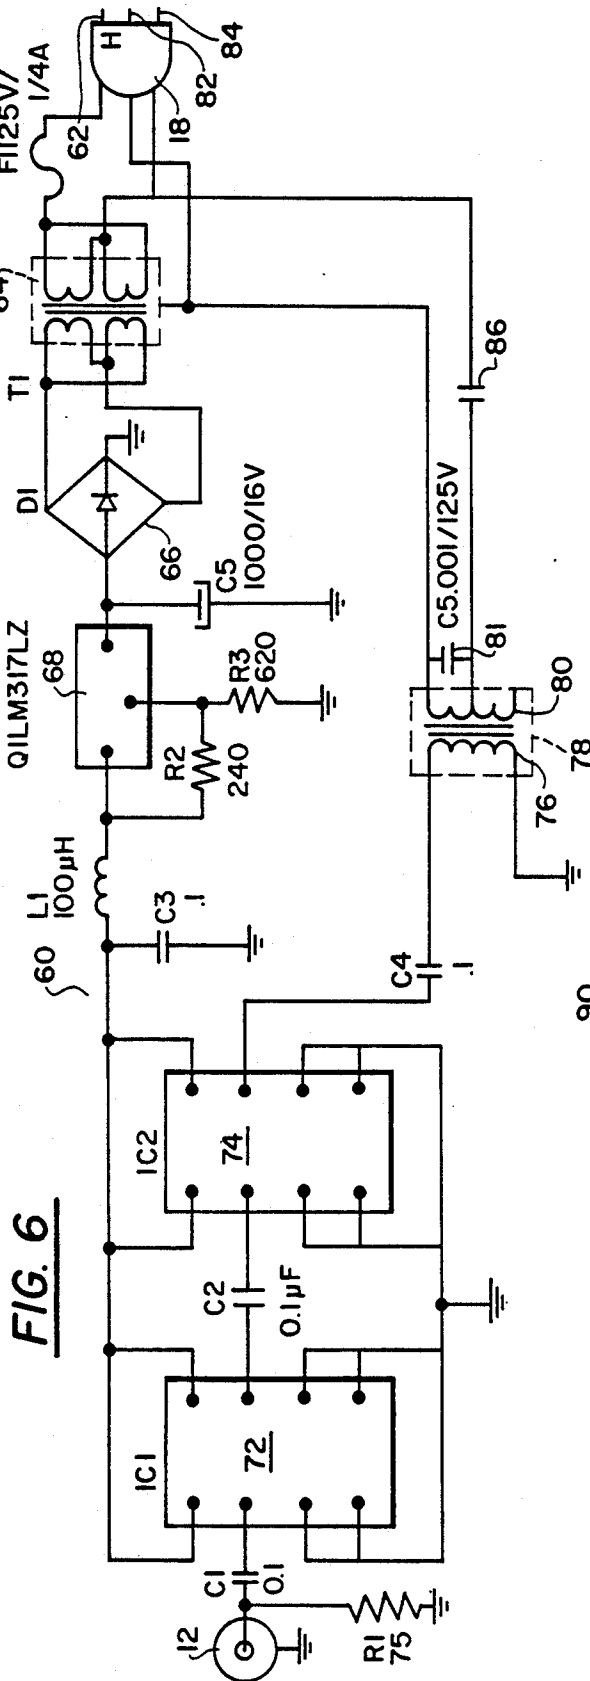 FIG. 6
12
C1
0.1
R1
75
IC1
72
C2
0.1µF
IC2
74
60
C3
.1
L1
100µH
C4
.1
Q1LM317LZ
68
R2
240
R3
620
C5
1000/16V
D1
66
T1
F1125V/
1/4A
62
H
82
84
18
76
78
80
81
C5.001/125V
86